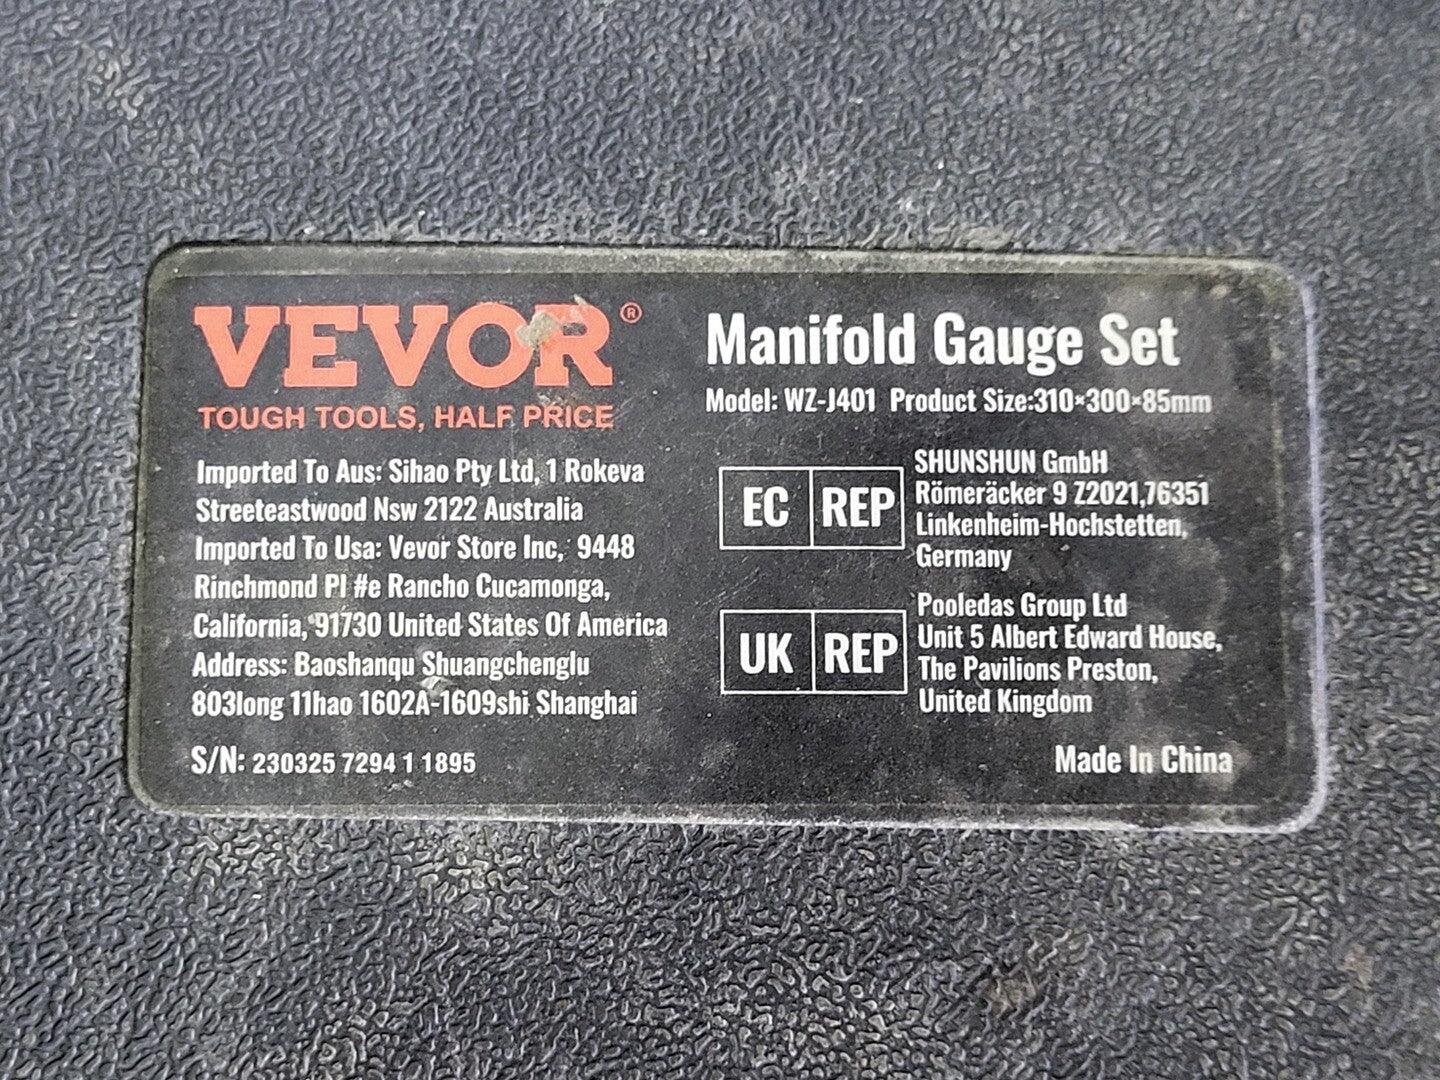 VEVOR®
TOUGH TOOLS, HALF PRICE
Imported To Aus: Sihao Pty Ltd, 1 Rokeva
Streeteastwood Nsw 2122 Australia
Imported To Usa: Vevor Store Inc, 9448
Rinchmond Pl #e Rancho Cucamonga,
California, 91730 United States Of America
Address: Baoshanqu Shuangchenglu
803long 11hao 1602A-1609shi Shanghai
S/N: 230325 7294 1 1895
Manifold Gauge Set
Model: WZ-J401 Product Size:310×300×85mm
EC REP
SHUNSHUN GmbH
Römeräcker 9 Z2021,76351
Linkenheim-Hochstetten,
Germany
UK REP
Pooledas Group Ltd
Unit 5 Albert Edward House,
The Pavilions Preston,
United Kingdom
Made In China